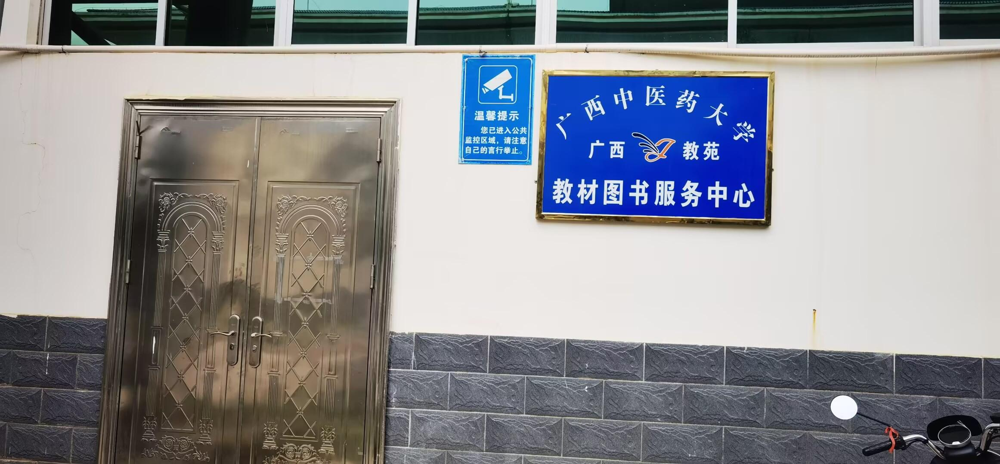 温馨提示
您已进入公共
监控区域，请注意
自己的言行举止。
广西中医药大学
广西 教苑
教材图书服务中心